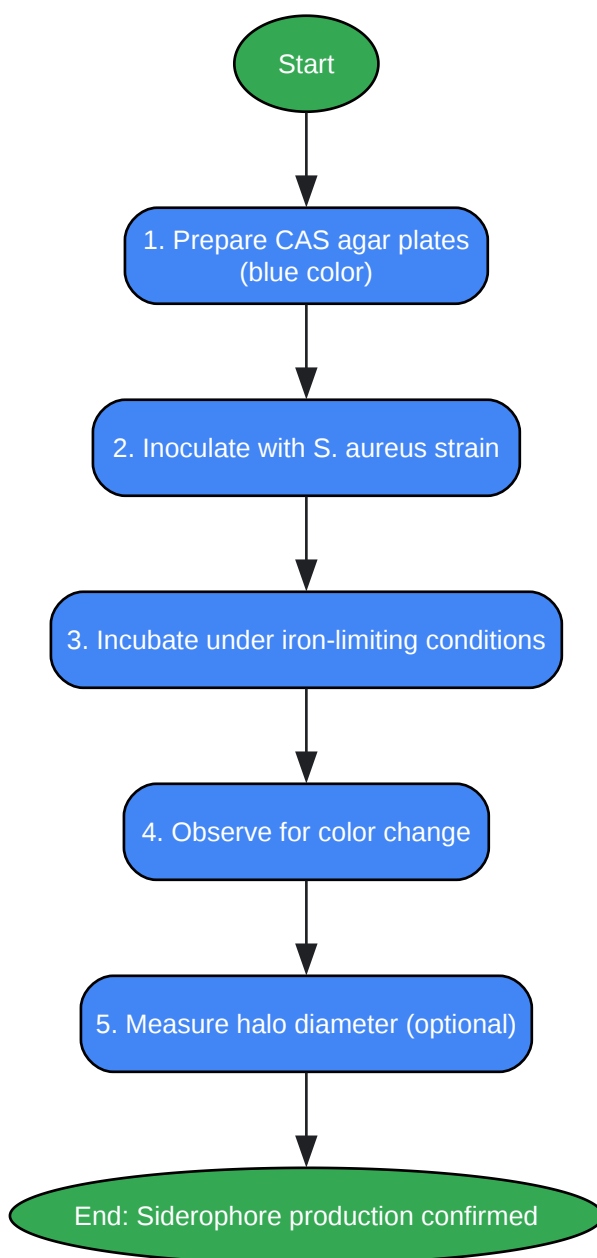 Start
1. Prepare CAS agar plates
(blue color)
2. Inoculate with S. aureus strain
3. Incubate under iron-limiting conditions
4. Observe for color change
5. Measure halo diameter (optional)
End: Siderophore production confirmed